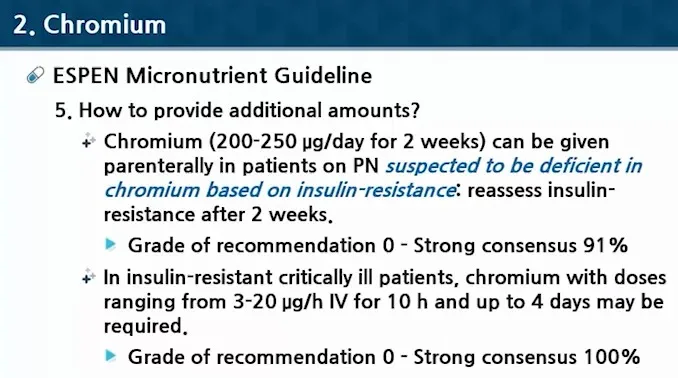 2. Chromium
ESPEN Micronutrient Guideline
5. How to provide additional amounts?
Chromium (200-250 μg/day for 2 weeks) can be given
parenterally in patients on PN suspected to be deficient in
chromium based on insulin-resistance: reassess insulin-
resistance after 2 weeks.
Grade of recommendation 0 - Strong consensus 91%
In insulin-resistant critically ill patients, chromium with doses
ranging from 3-20 μg/h IV for 10 h and up to 4 days may be
required.
Grade of recommendation 0 - Strong consensus 100%